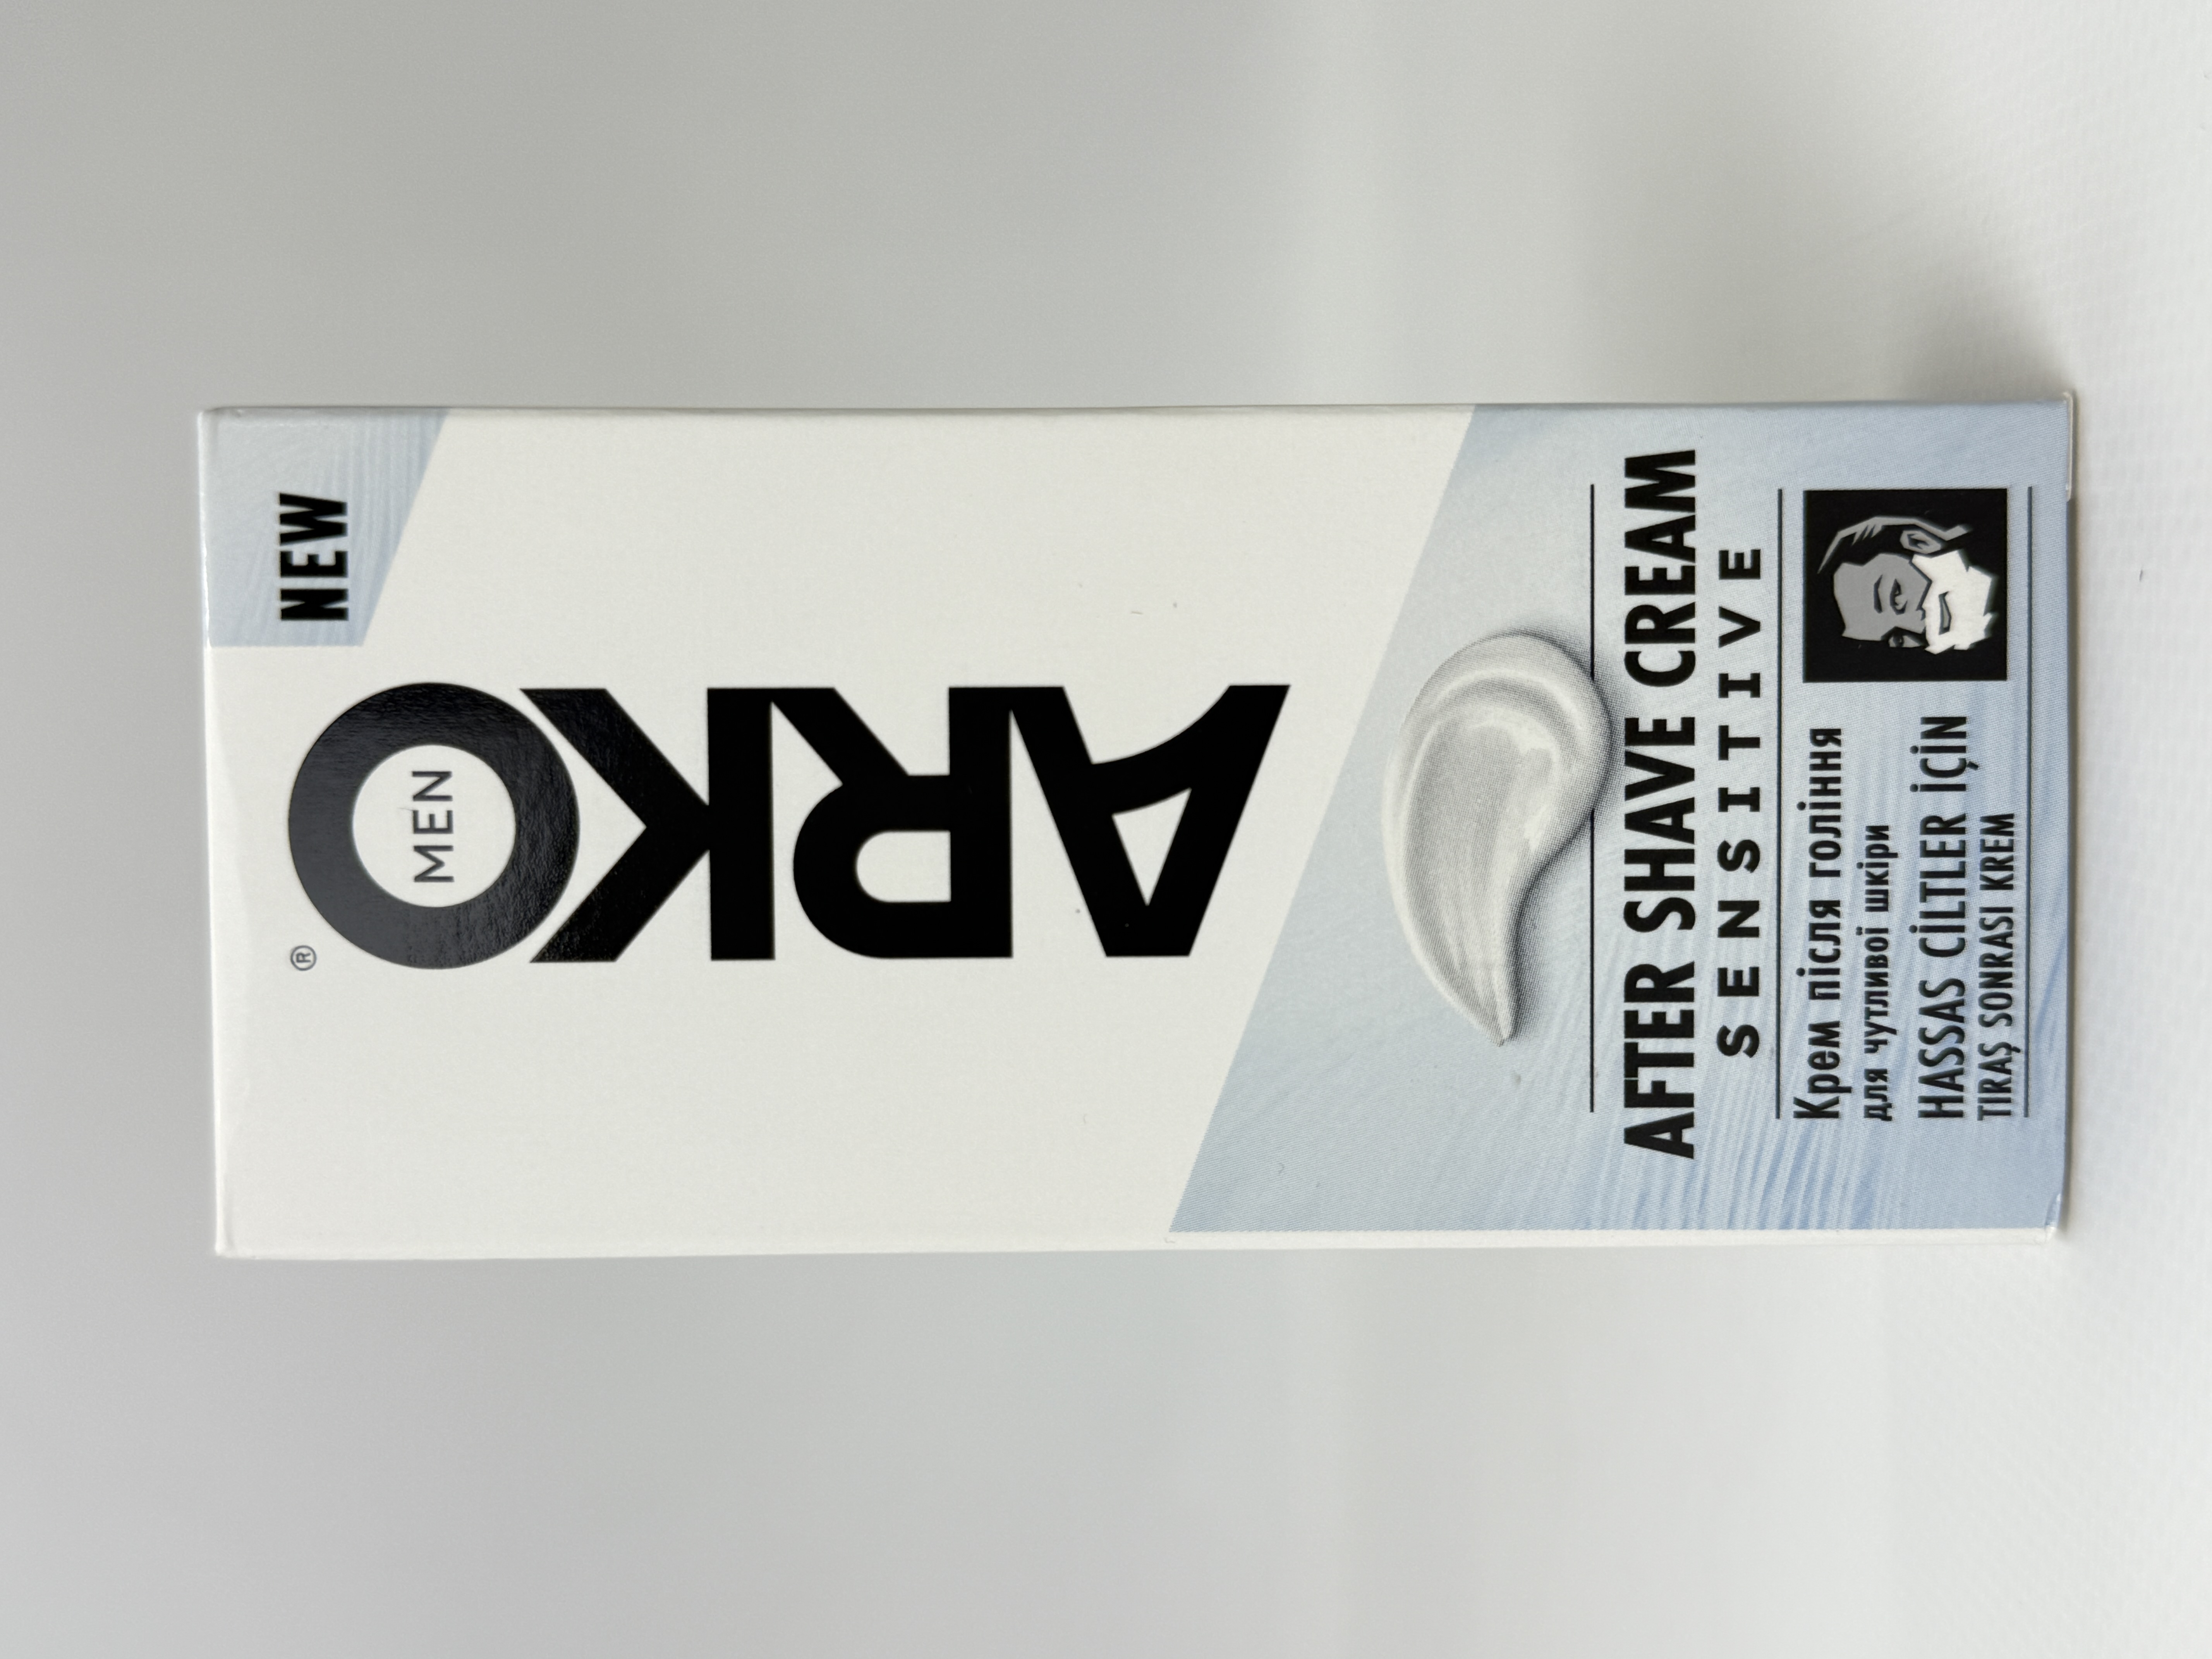 NEW
ARKO
MEN
®
AFTER SHAVE CREAM
SENSITIVE
Крем після гоління
для чутливої шкіри
HASSAS CİLTLER İÇİN
TIRAŞ SONRASI KREM